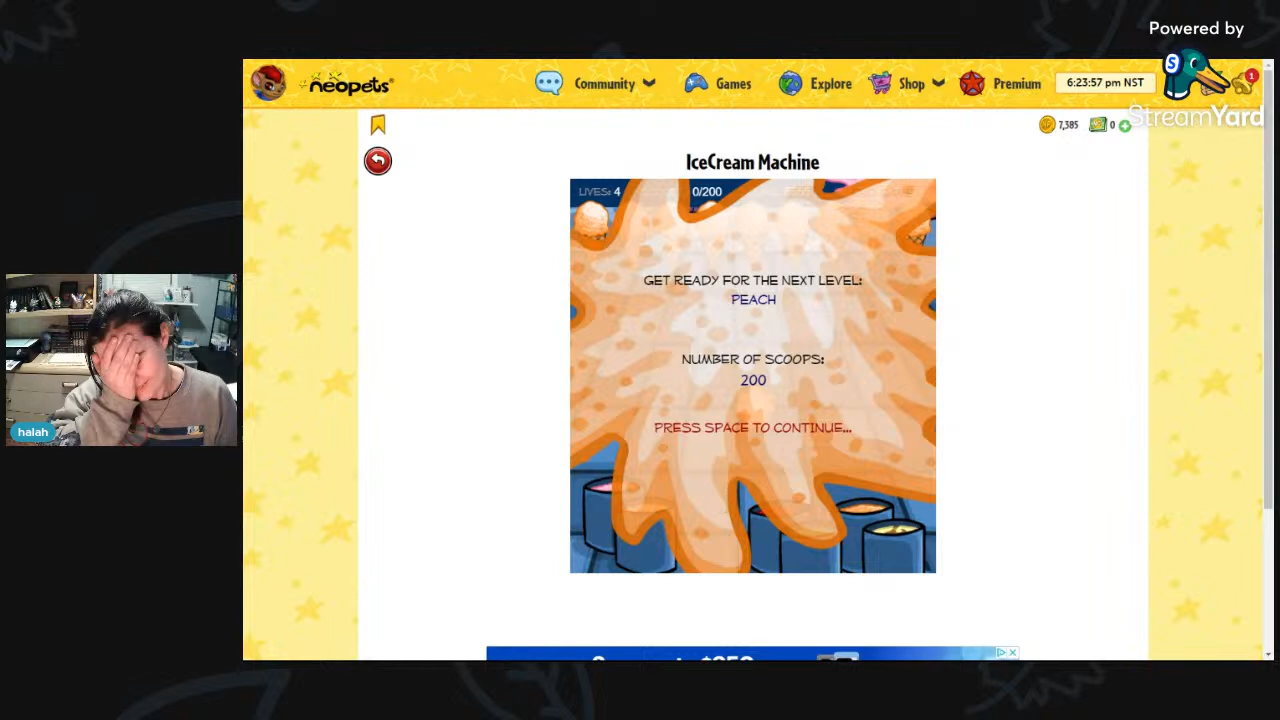 Powered by
StreamYard
neopets
Community
Games
Explore
Shop
Premium
6:23:57 pm NST
1
7,385
0
IceCream Machine
LIVES: 4
0/200
GET READY FOR THE NEXT LEVEL:
PEACH
NUMBER OF SCOOPS:
200
PRESS SPACE TO CONTINUE...
halah